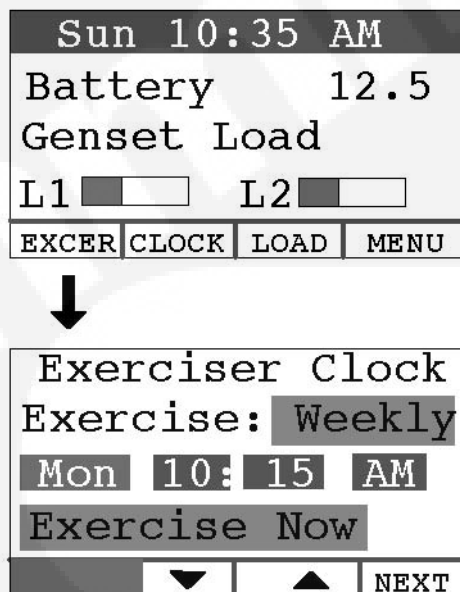 Sun 10:35 AM
Battery 12.5
Genset Load
L1 L2
EXCER CLOCK LOAD MENU
Exerciser Clock
Exercise: Weekly
Mon 10: 15 AM
Exercise Now
NEXT